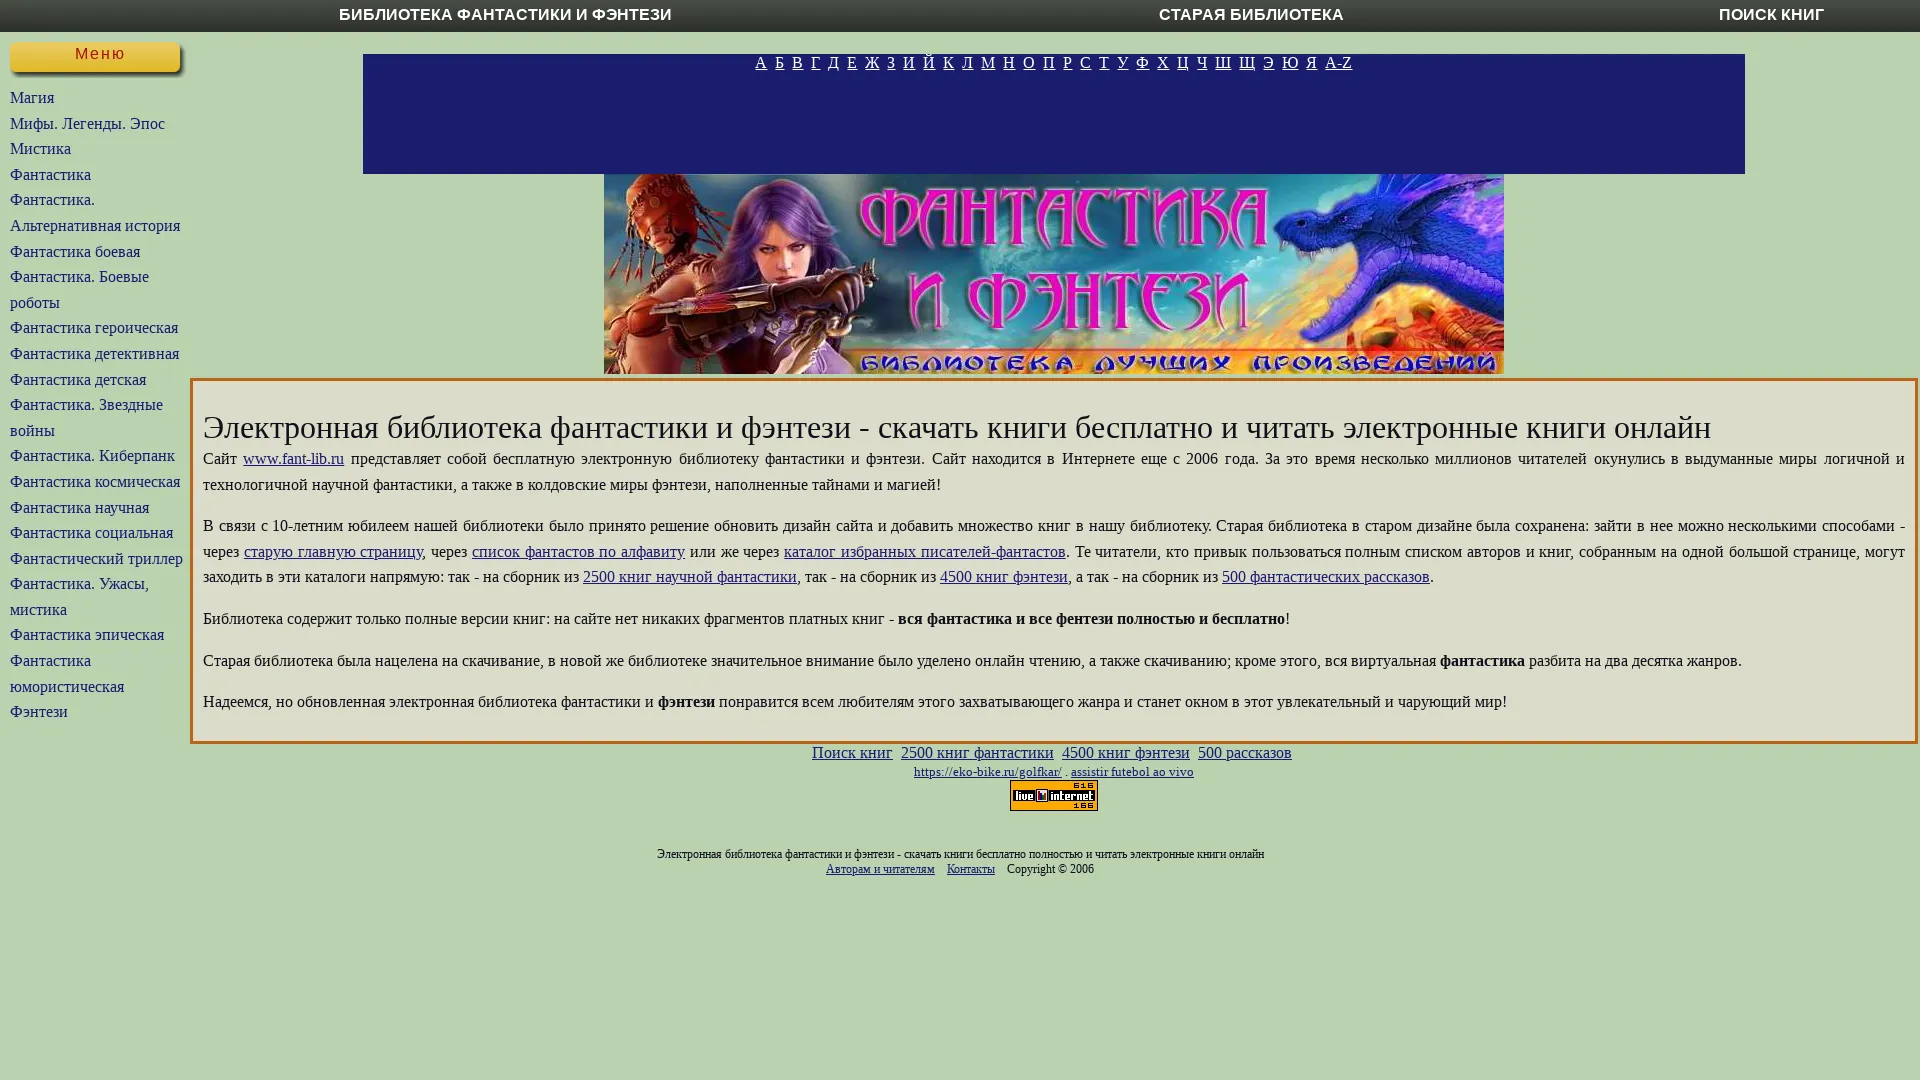 БИБЛИОТЕКА ФАНТАСТИКИ И ФЭНТЕЗИ СТАРАЯ БИБЛИОТЕКА ПОИСК КНИГ
Меню
Магия
Мифы. Легенды. Эпос
Мистика
Фантастика
Фантастика.
Альтернативная история
Фантастика боевая
Фантастика. Боевые
роботы
Фантастика героическая
Фантастика детективная
Фантастика детская
Фантастика. Звездные
войны
Фантастика. Киберпанк
Фантастика космическая
Фантастика научная
Фантастика социальная
Фантастический триллер
Фантастика. Ужасы,
мистика
Фантастика эпическая
Фантастика
юмористическая
Фэнтези
А Б В Г Д Е Ж З И Й К Л М Н О П Р С Т У Ф Х Ц Ч Ш Щ Э Ю Я A-Z
ФАНТАСТИКА
И ФЭНТЕЗИ
БИБЛИОТЕКА ЛУЧШИХ ПРОИЗВЕДЕНИЙ
Электронная библиотека фантастики и фэнтези - скачать книги бесплатно и читать электронные книги онлайн
Сайт www.fant-lib.ru представляет собой бесплатную электронную библиотеку фантастики и фэнтези. Сайт находится в Интернете еще с 2006 года. За это время несколько миллионов читателей окунулись в выдуманные миры логичной и
технологичной научной фантастики, а также в колдовские миры фэнтези, наполненные тайнами и магией!
В связи с 10-летним юбилеем нашей библиотеки было принято решение обновить дизайн сайта и добавить множество книг в нашу библиотеку. Старая библиотека в старом дизайне была сохранена: зайти в нее можно несколькими способами -
через старую главную страницу, через список фантастов по алфавиту или же через каталог избранных писателей-фантастов. Те читатели, кто привык пользоваться полным списком авторов и книг, собранным на одной большой странице, могут
заходить в эти каталоги напрямую: так - на сборник из 2500 книг научной фантастики, так - на сборник из 4500 книг фэнтези, а так - на сборник из 500 фантастических рассказов.
Библиотека содержит только полные версии книг: на сайте нет никаких фрагментов платных книг - вся фантастика и все фентези полностью и бесплатно!
Старая библиотека была нацелена на скачивание, в новой же библиотеке значительное внимание было уделено онлайн чтению, а также скачиванию; кроме этого, вся виртуальная фантастика разбита на два десятка жанров.
Надеемся, но обновленная электронная библиотека фантастики и фэнтези понравится всем любителям этого захватывающего жанра и станет окном в этот увлекательный и чарующий мир!
Поиск книг 2500 книг фантастики 4500 книг фэнтези 500 рассказов
https://eko-bike.ru/golfkar/ . assistir futebol ao vivo
616
live internet
166
Электронная библиотека фантастики и фэнтези - скачать книги бесплатно полностью и читать электронные книги онлайн
Авторам и читателям Контакты Copyright © 2006